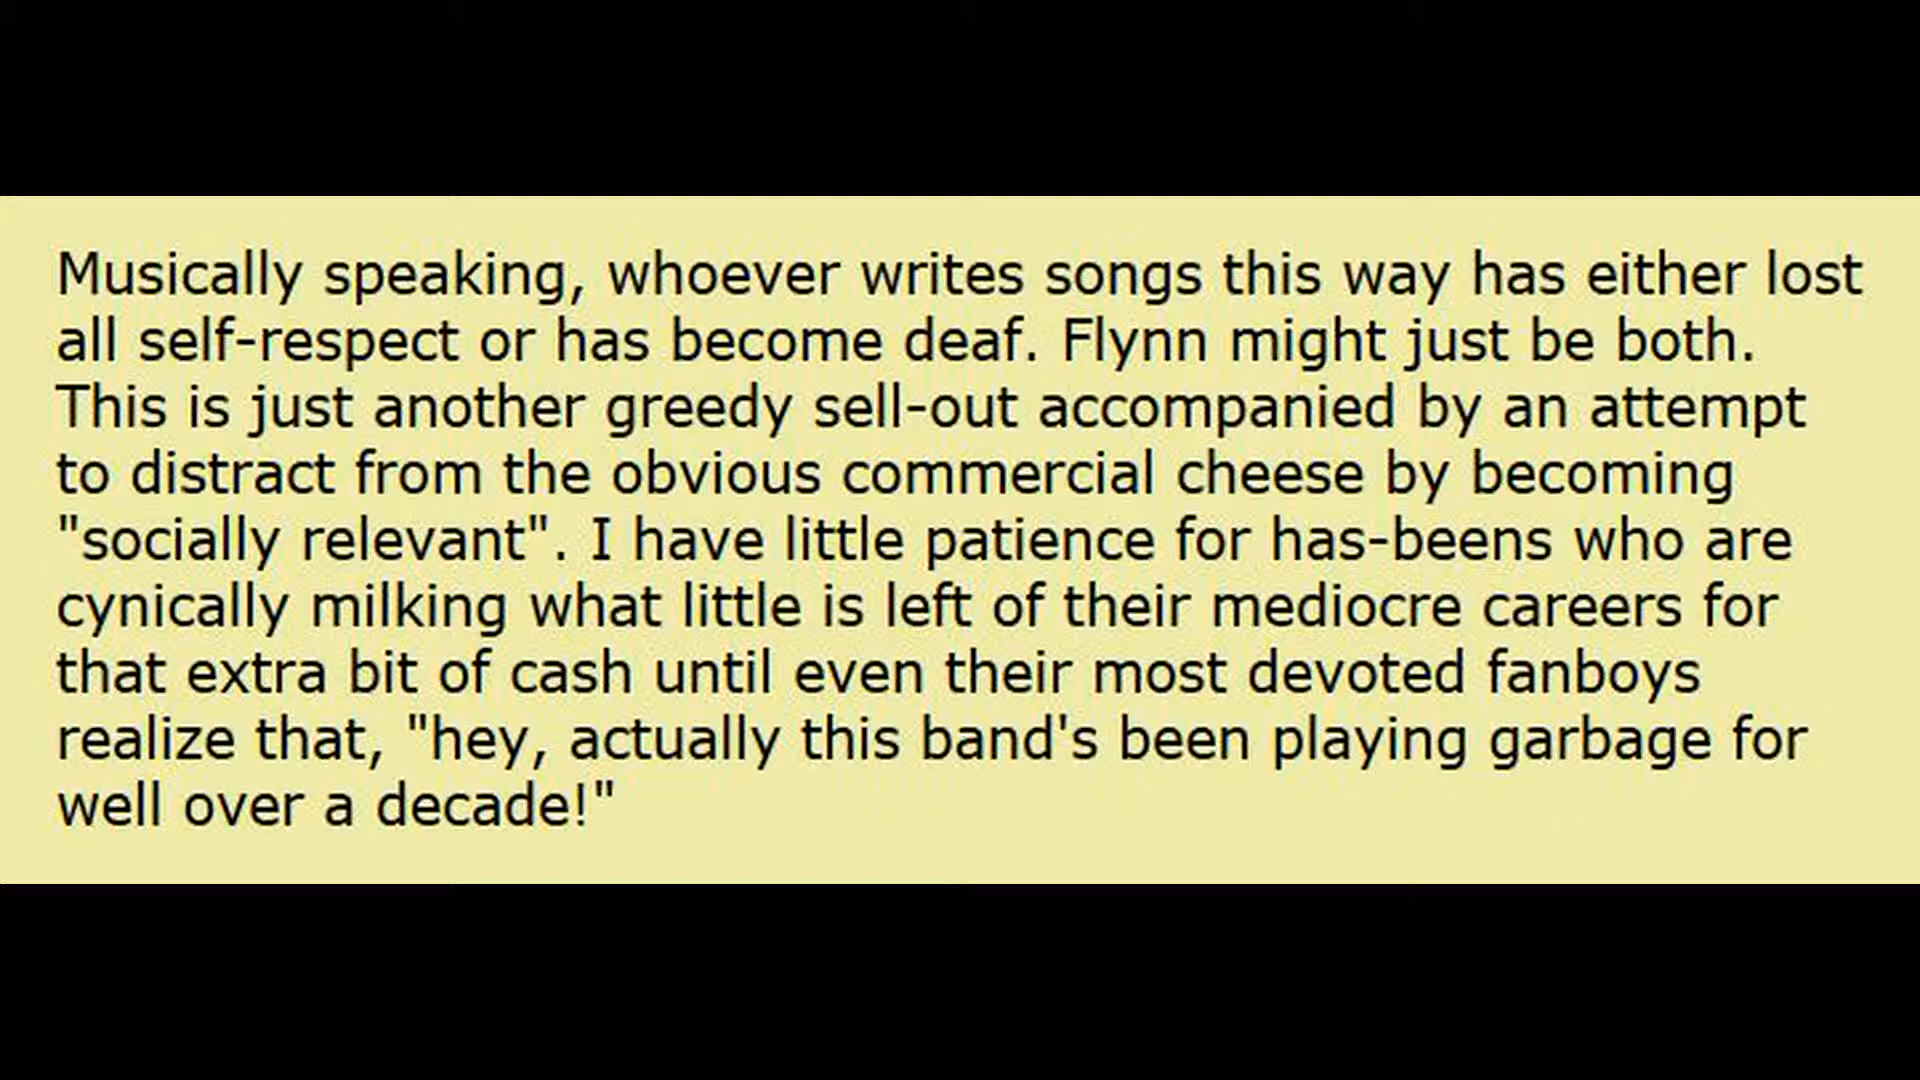 Musically speaking, whoever writes songs this way has either lost
all self-respect or has become deaf. Flynn might just be both.
This is just another greedy sell-out accompanied by an attempt
to distract from the obvious commercial cheese by becoming
"socially relevant". I have little patience for has-beens who are
cynically milking what little is left of their mediocre careers for
that extra bit of cash until even their most devoted fanboys
realize that, "hey, actually this band's been playing garbage for
well over a decade!"